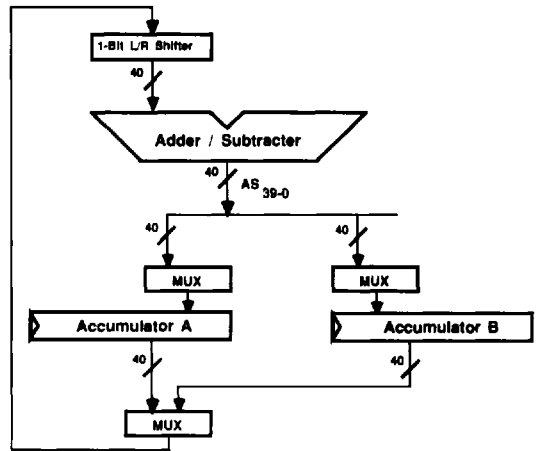 1-Bit L/R Shifter
40
Adder / Subtracter
40
AS 39-0
40
40
MUX
MUX
Accumulator A
Accumulator B
40
40
MUX